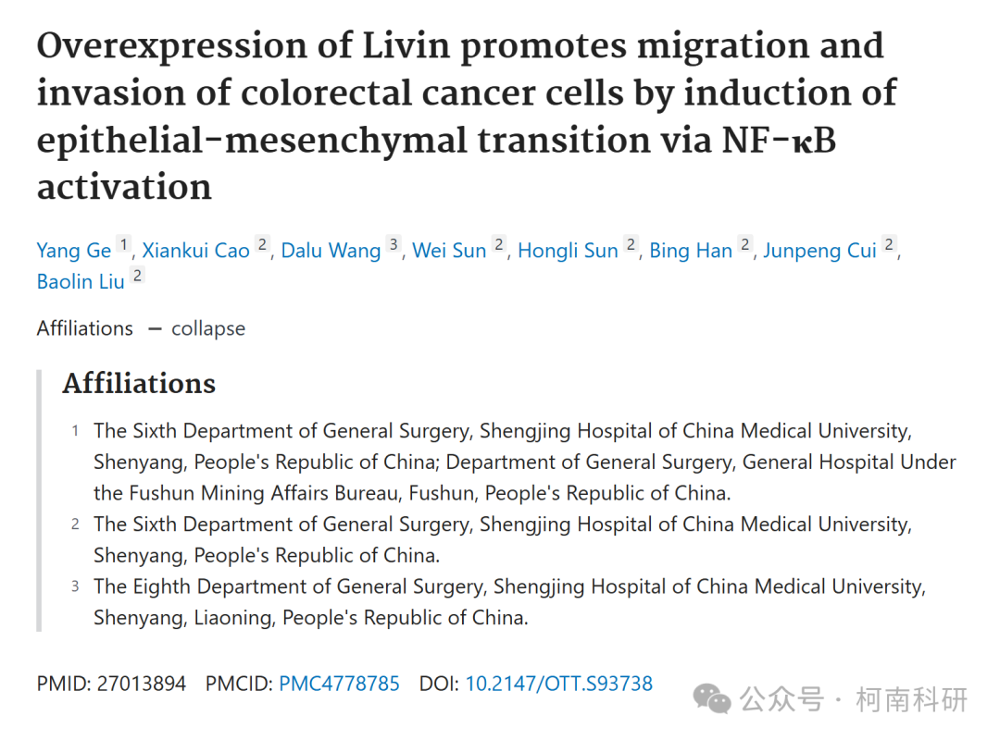 Overexpression of Livin promotes migration and
invasion of colorectal cancer cells by induction of
epithelial-mesenchymal transition via NF-κB
activation
Yang Ge 1, Xiankui Cao 2, Dalu Wang 3, Wei Sun 2, Hongli Sun 2, Bing Han 2, Junpeng Cui 2,
Baolin Liu 2
Affiliations — collapse
Affiliations
1 The Sixth Department of General Surgery, Shengjing Hospital of China Medical University,
Shenyang, People's Republic of China; Department of General Surgery, General Hospital Under
the Fushun Mining Affairs Bureau, Fushun, People's Republic of China.
2 The Sixth Department of General Surgery, Shengjing Hospital of China Medical University,
Shenyang, People's Republic of China.
3 The Eighth Department of General Surgery, Shengjing Hospital of China Medical University,
Shenyang, Liaoning, People's Republic of China.
PMID: 27013894 PMCID: PMC4778785 DOI: 10.2147/OTT.S93738
公众号 · 柯南科研